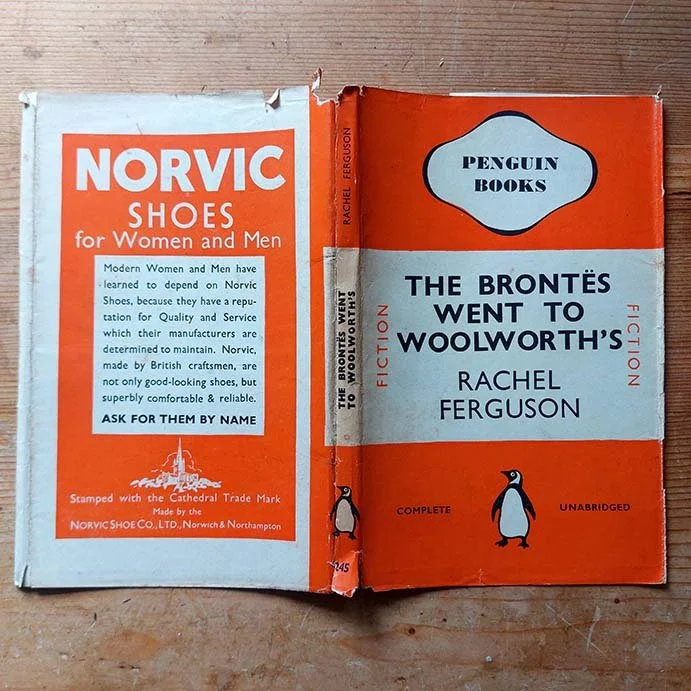 NORVIC
SHOES
for Women and Men
Modern Women and Men have
learned to depend on Norvic
Shoes, because they have a repu-
tation for Quality and Service
which their manufacturers are
determined to maintain. Norvic,
made by British craftsmen, are
not only good-looking shoes, but
superbly comfortable & reliable.
ASK FOR THEM BY NAME
Stamped with the Cathedral Trade Mark
Made by the
NORVIC SHOE CO., LTD., Norwich & Northampton
RACHEL FERGUSON
THE BRONTËS WENT
TO WOOLWORTH'S
245
PENGUIN
BOOKS
FICTION
THE BRONTËS
WENT TO
WOOLWORTH'S
RACHEL
FERGUSON
FICTION
COMPLETE
UNABRIDGED